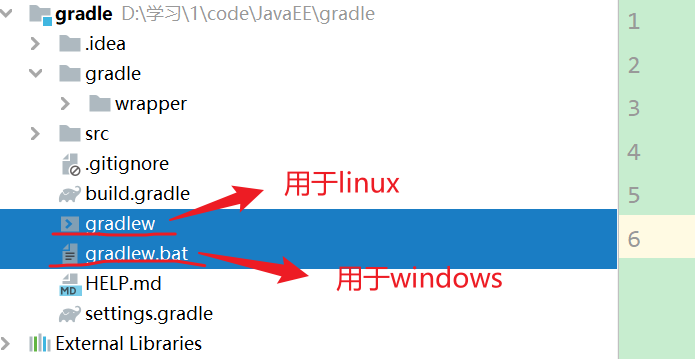 gradle D:\学习\1\code\JavaEE\gradle
.idea
gradle
wrapper
src
.gitignore
build.gradle
gradlew
用于linux
gradlew.bat
用于windows
MD HELP.md
settings.gradle
External Libraries
1
2
3
4
5
6